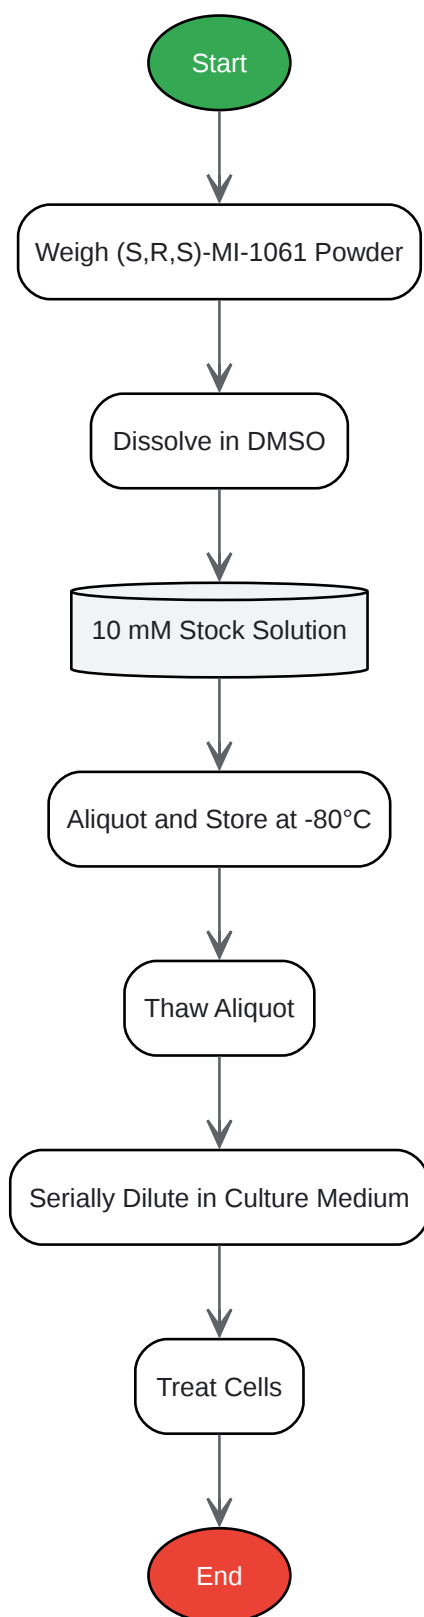 Start
Weigh (S,R,S)-MI-1061 Powder
Dissolve in DMSO
10 mM Stock Solution
Aliquot and Store at -80°C
Thaw Aliquot
Serially Dilute in Culture Medium
Treat Cells
End